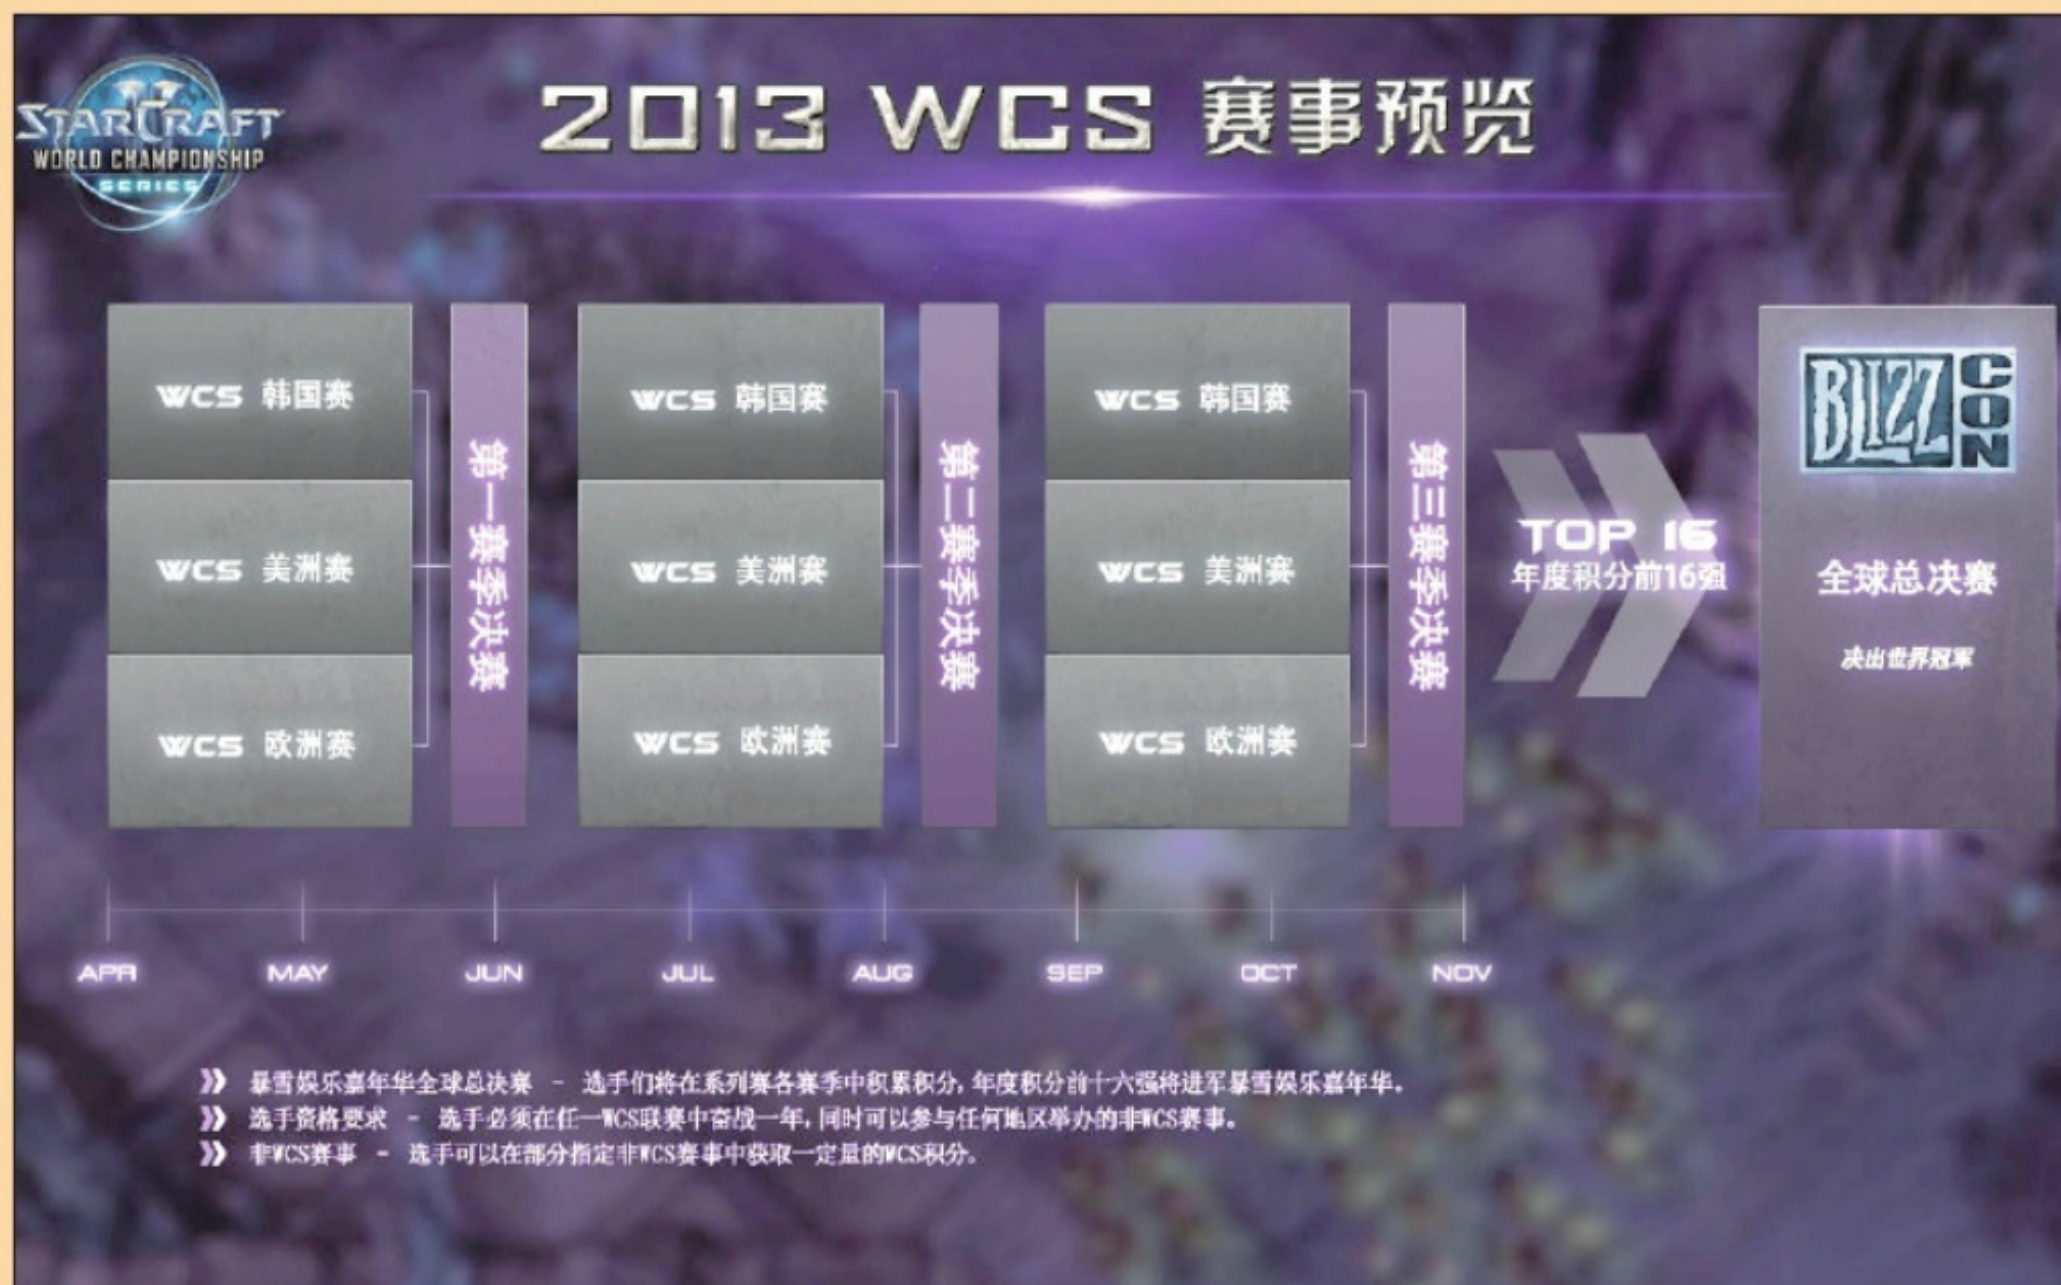 STARCRAFT
II
WORLD CHAMPIONSHIP
SERIES
2013 WCS 赛事预览
WCS 韩国赛
WCS 美洲赛
WCS 欧洲赛
第一赛季决赛
WCS 韩国赛
WCS 美洲赛
WCS 欧洲赛
第二赛季决赛
WCS 韩国赛
WCS 美洲赛
WCS 欧洲赛
第三赛季决赛
TOP 16
年度积分前16强
BLIZZ
CON
全球总决赛
决出世界冠军
APR MAY JUN JUL AUG SEP OCT NOV
暴雪娱乐嘉年华全球总决赛 - 选手们将在系列赛各赛季中积累积分,年度积分前十六强将进军暴雪娱乐嘉年华。
选手资格要求 - 选手必须在任一WCS联赛中奋战一年,同时可以参与任何地区举办的非WCS赛事。
非WCS赛事 - 选手可以在部分指定非WCS赛事中获取一定量的WCS积分。